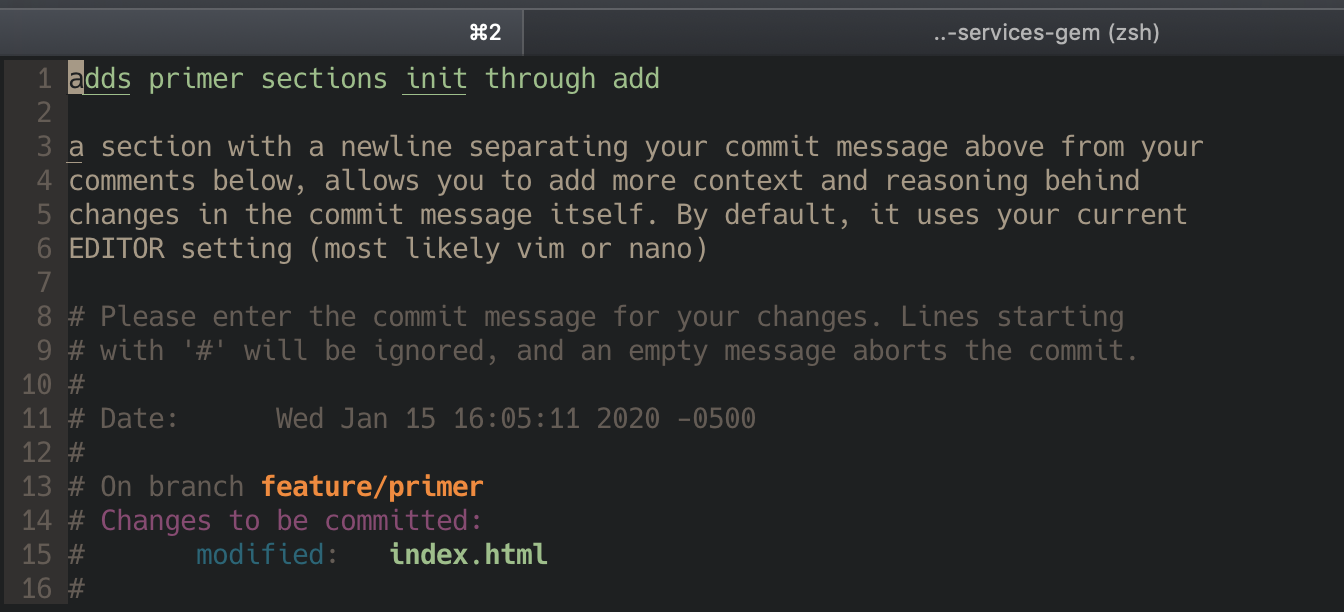 ⌘2
..-services-gem (zsh)
1 adds primer sections init through add
2
3 a section with a newline separating your commit message above from your
4 comments below, allows you to add more context and reasoning behind
5 changes in the commit message itself. By default, it uses your current
6 EDITOR setting (most likely vim or nano)
7
8 # Please enter the commit message for your changes. Lines starting
9 # with '#' will be ignored, and an empty message aborts the commit.
10 #
11 # Date:      Wed Jan 15 16:05:11 2020 -0500
12 #
13 # On branch feature/primer
14 # Changes to be committed:
15 #       modified:   index.html
16 #